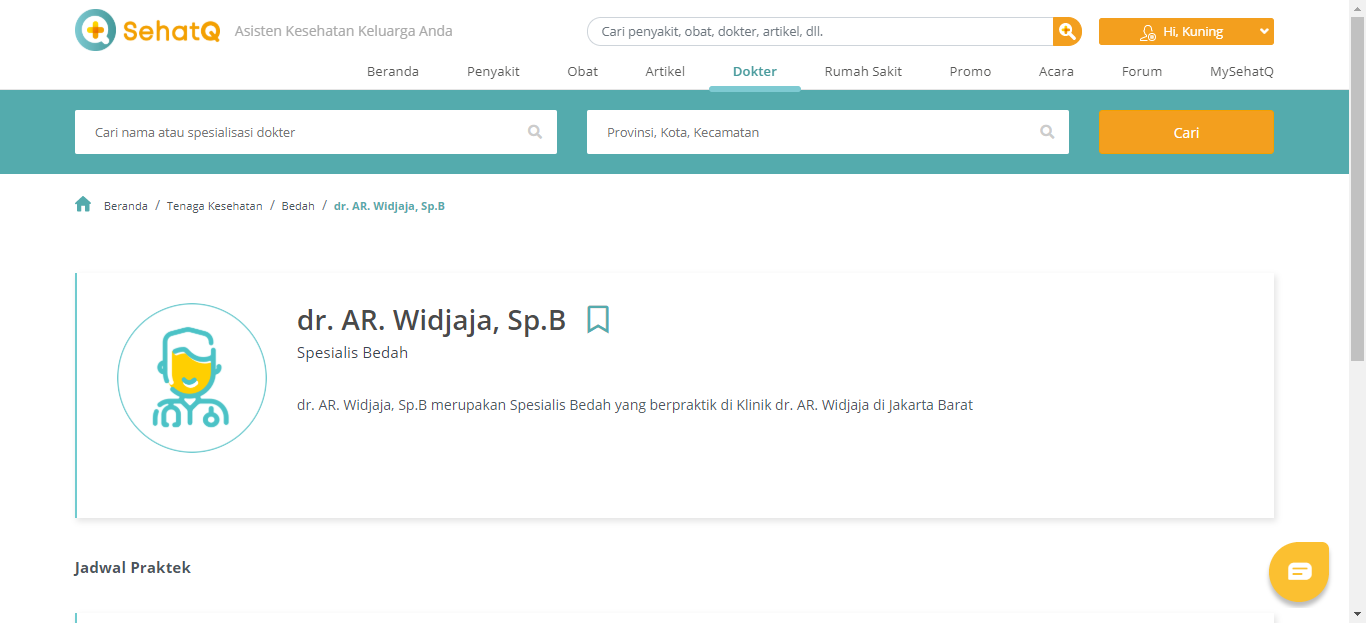 SehatQ Asisten Kesehatan Keluarga Anda
Cari penyakit, obat, dokter, artikel, dll.
Hi, Kuning
Beranda Penyakit Obat Artikel Dokter Rumah Sakit Promo Acara Forum MySehatQ
Cari nama atau spesialisasi dokter
Provinsi, Kota, Kecamatan
Cari
Beranda / Tenaga Kesehatan / Bedah / dr. AR. Widjaja, Sp.B
dr. AR. Widjaja, Sp.B
Spesialis Bedah
dr. AR. Widjaja, Sp.B merupakan Spesialis Bedah yang berpraktik di Klinik dr. AR. Widjaja di Jakarta Barat
Jadwal Praktek